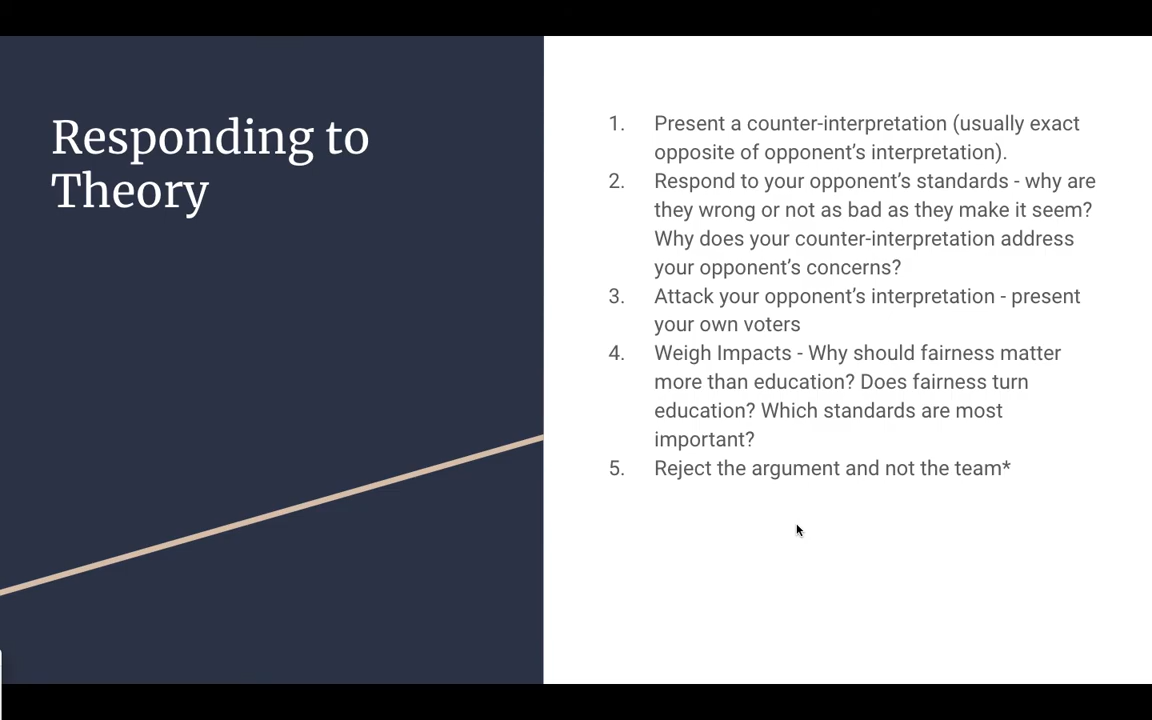 Responding to
Theory
1. Present a counter-interpretation (usually exact
opposite of opponent’s interpretation).
2. Respond to your opponent’s standards - why are
they wrong or not as bad as they make it seem?
Why does your counter-interpretation address
your opponent’s concerns?
3. Attack your opponent’s interpretation - present
your own voters
4. Weigh Impacts - Why should fairness matter
more than education? Does fairness turn
education? Which standards are most
important?
5. Reject the argument and not the team*